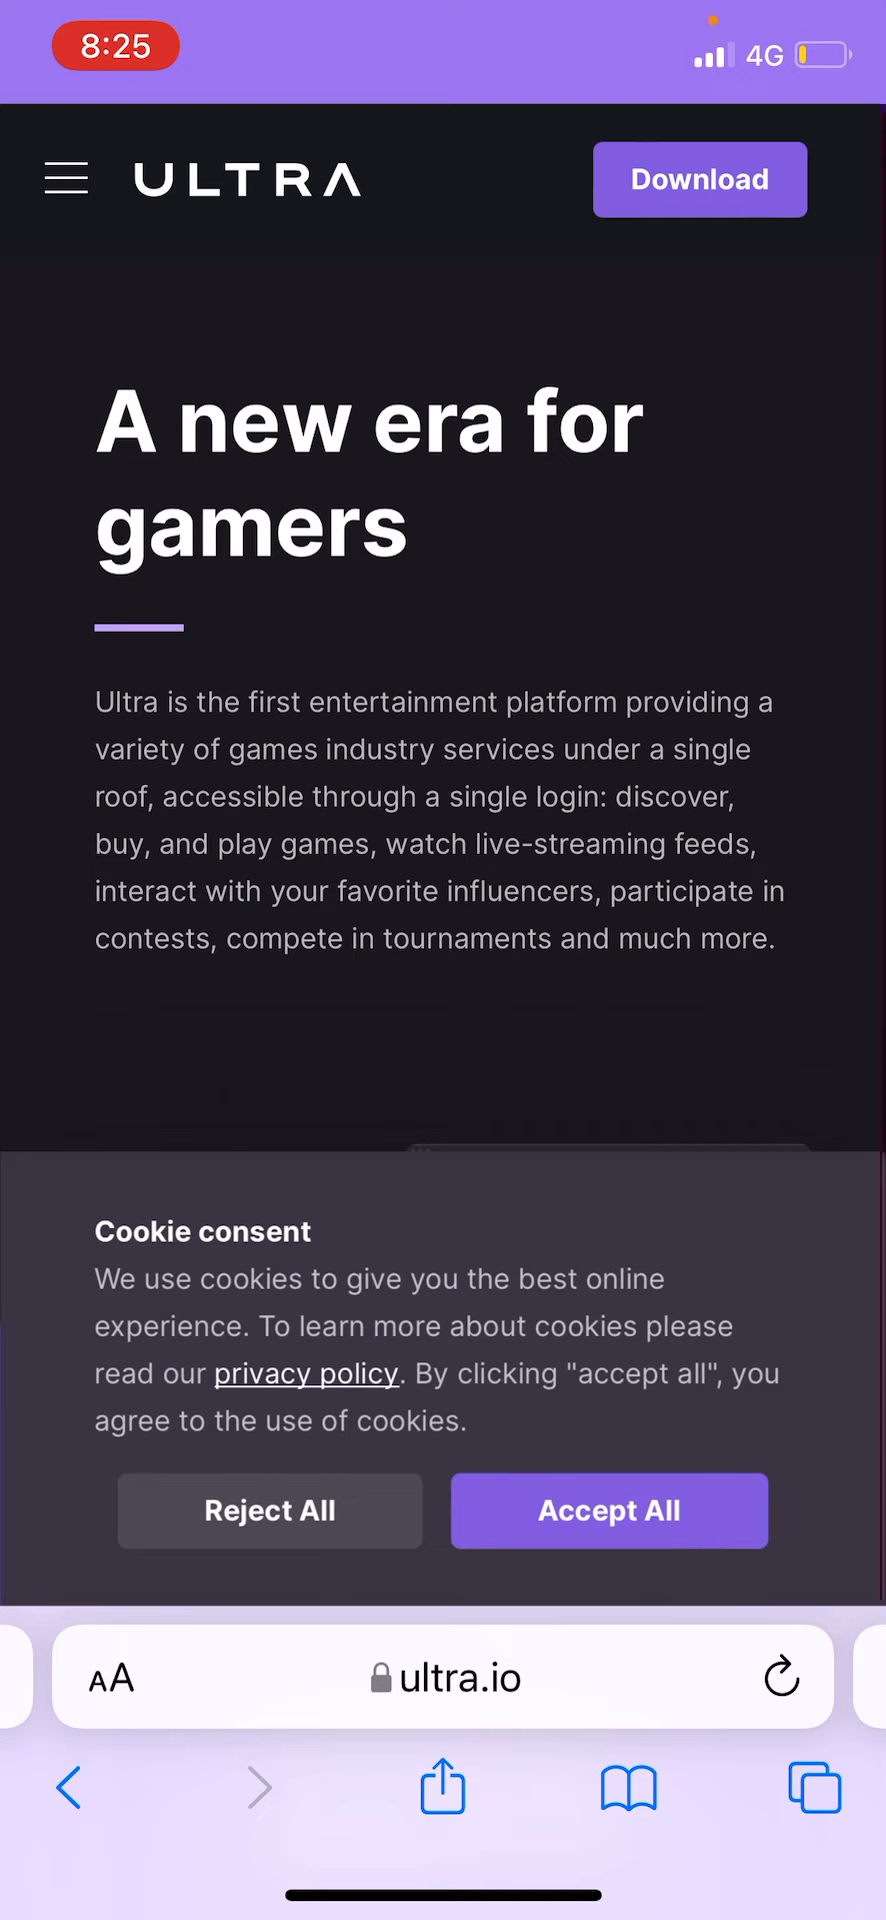 8:25
4G
ULTRA
Download
A new era for
gamers
Ultra is the first entertainment platform providing a
variety of games industry services under a single
roof, accessible through a single login: discover,
buy, and play games, watch live-streaming feeds,
interact with your favorite influencers, participate in
contests, compete in tournaments and much more.
Cookie consent
We use cookies to give you the best online
experience. To learn more about cookies please
read our privacy policy. By clicking "accept all", you
agree to the use of cookies.
Reject All
Accept All
AA
ultra.io